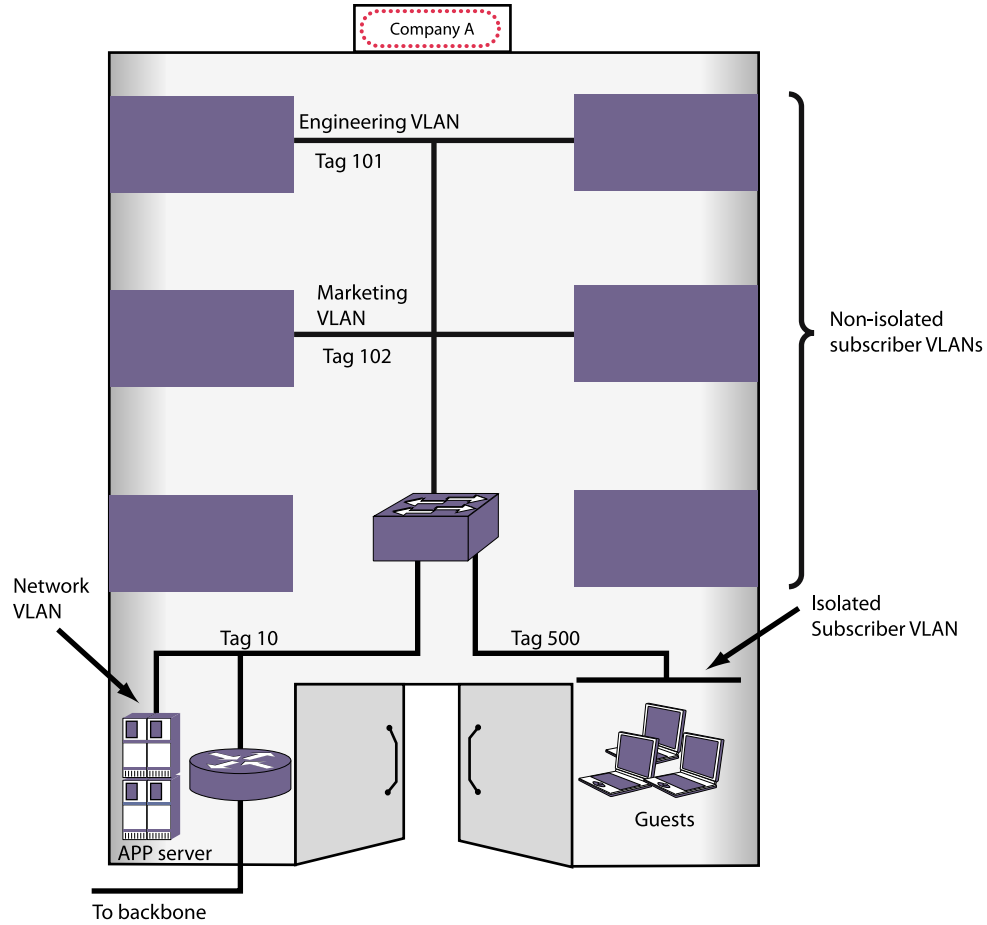 Company A
Engineering VLAN
Tag 101
Marketing
VLAN
Tag 102
Non-isolated
subscriber VLANs
Network
VLAN
Isolated
Subscriber VLAN
Tag 10
Tag 500
Guests
APP server
To backbone